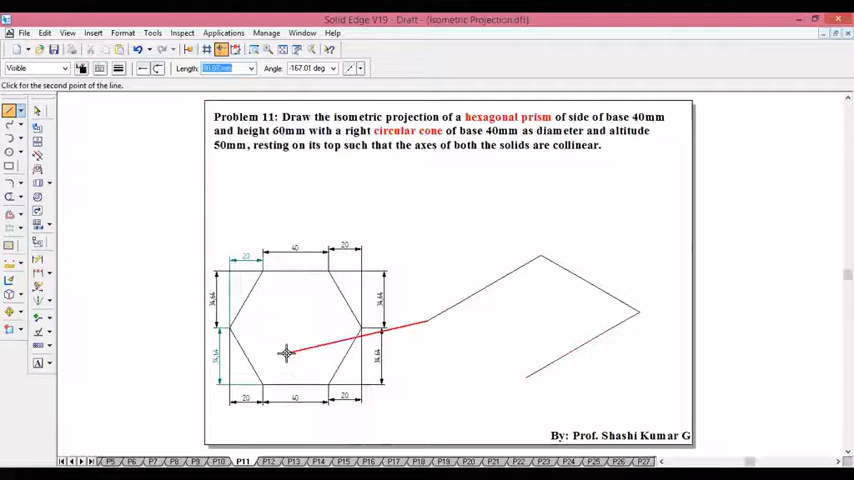 Solid Edge V19 - Draft - [Isometric Projection.dft]
File Edit View Insert Format Tools Inspect Applications Manage Window Help
Visible Length: Angle: -167.01 deg
Click for the second point of the line.
Problem 11: Draw the isometric projection of a hexagonal prism of side of base 40mm
and height 60mm with a right circular cone of base 40mm as diameter and altitude
50mm, resting on its top such that the axes of both the solids are collinear.
20 40 20
34,64 34,64
34,64 34,64
20 40 20
By: Prof. Shashi Kumar G
P5 P6 P7 P8 P9 P10 P11 P12 P13 P14 P15 P16 P17 P18 P19 P20 P21 P22 P23 P24 P25 P26 P27